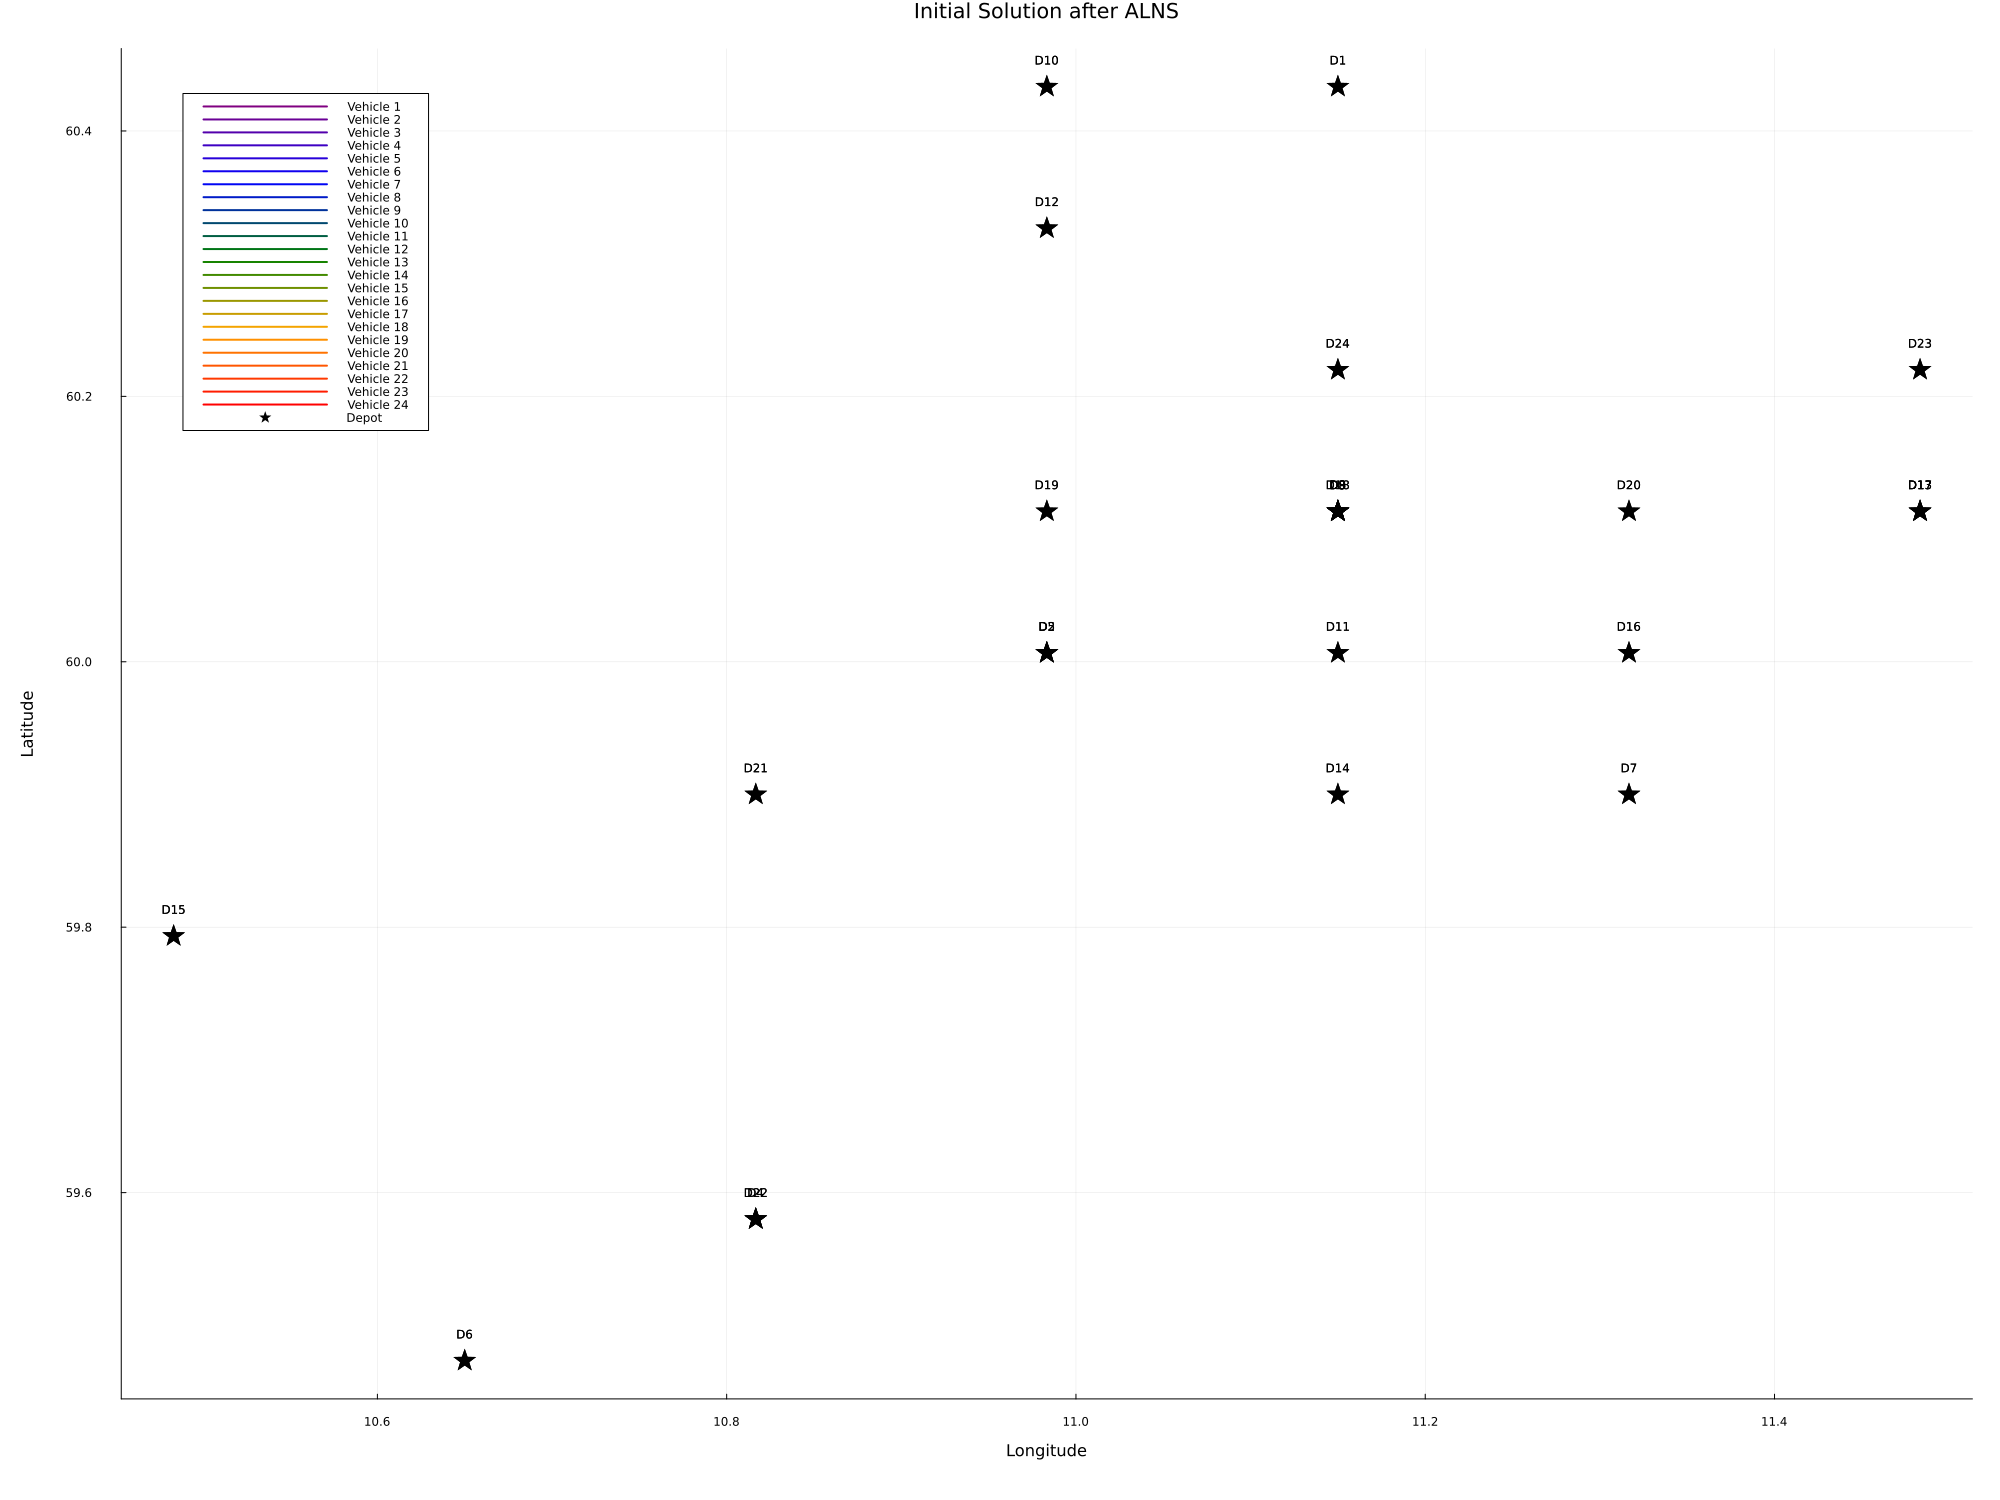 Initial Solution after ALNS
D10
D1
60.4
Vehicle 1
Vehicle 2
Vehicle 3
Vehicle 4
Vehicle 5
Vehicle 6
Vehicle 7
Vehicle 8
Vehicle 9
Vehicle 10
Vehicle 11
Vehicle 12
Vehicle 13
Vehicle 14
Vehicle 15
Vehicle 16
Vehicle 17
Vehicle 18
Vehicle 19
Vehicle 20
Vehicle 21
Vehicle 22
Vehicle 23
Vehicle 24
Depot
D12
D24
D23
60.2
D19
D20
D11
D16
60.0
Latitude
D21
D14
D7
D15
59.8
59.6
D6
10.6
10.8
11.0
11.2
11.4
Longitude